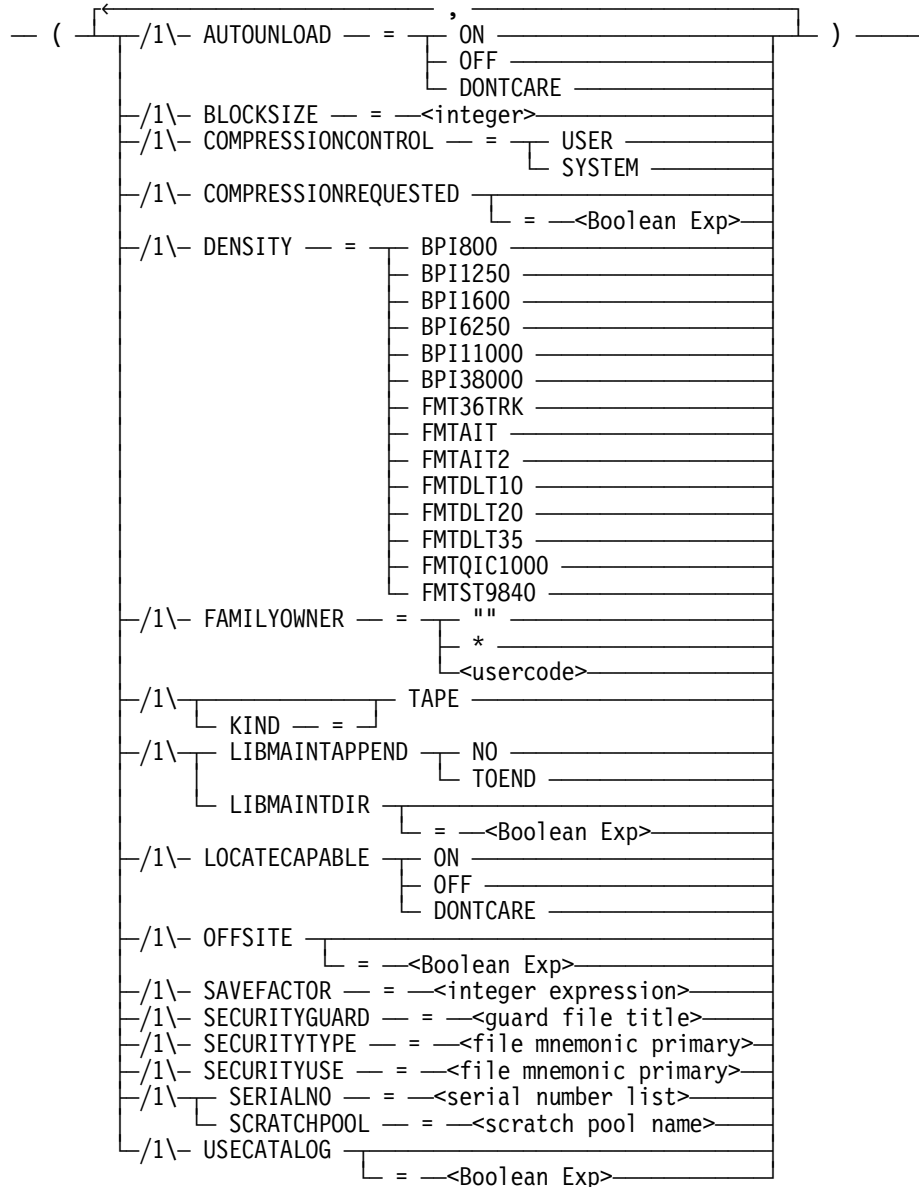 ,
( /1\ AUTOUNLOAD = ON )
OFF
DONTCARE
/1\ BLOCKSIZE = <integer>
/1\ COMPRESSIONCONTROL = USER
SYSTEM
/1\ COMPRESSIONREQUESTED
= <Boolean Exp>
/1\ DENSITY = BPI800
BPI1250
BPI1600
BPI6250
BPI11000
BPI38000
FMT36TRK
FMTAIT
FMTAIT2
FMTDLT10
FMTDLT20
FMTDLT35
FMTQIC1000
FMTST9840
/1\ FAMILYOWNER = ""
*
<usercode>
/1\ TAPE
KIND =
/1\ LIBMAINTAPPEND NO
TOEND
LIBMAINTDIR
= <Boolean Exp>
/1\ LOCATECAPABLE ON
OFF
DONTCARE
/1\ OFFSITE
= <Boolean Exp>
/1\ SAVEFACTOR = <integer expression>
/1\ SECURITYGUARD = <guard file title>
/1\ SECURITYTYPE = <file mnemonic primary>
/1\ SECURITYUSE = <file mnemonic primary>
/1\ SERIALNO = <serial number list>
SCRATCHPOOL = <scratch pool name>
/1\ USECATALOG
= <Boolean Exp>